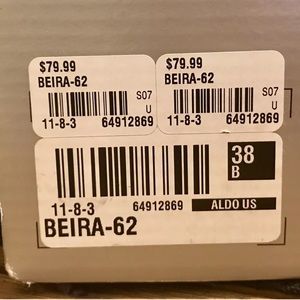 $79.99
BEIRA-62
S07
U
11-8-3 64912869
$79.99
BEIRA-62
S07
U
11-8-3 64912869
38
B
11-8-3 64912869 ALDO US
BEIRA-62